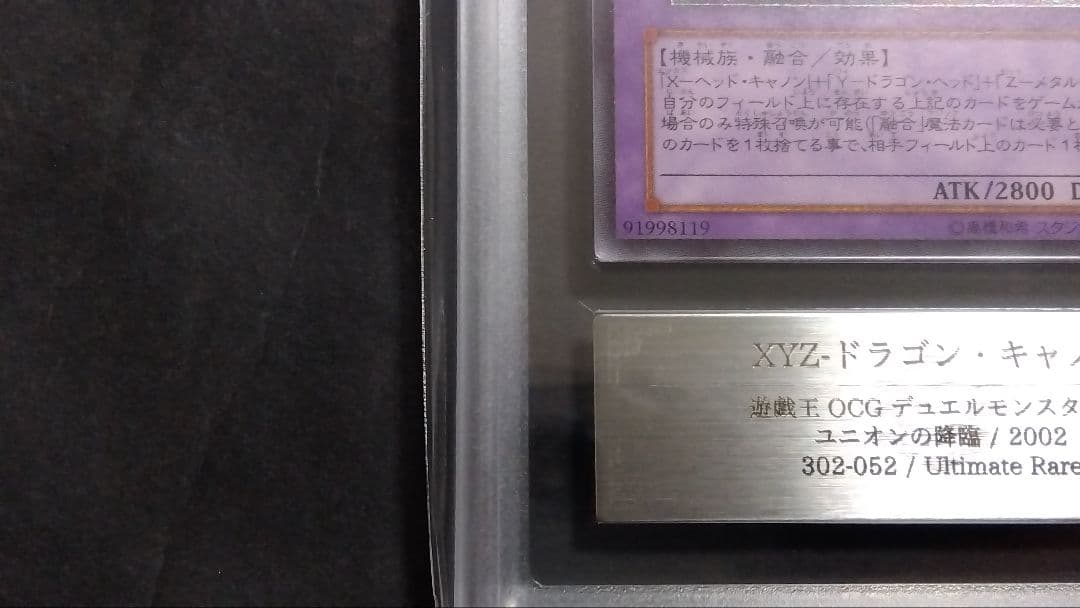 【機械族・融合／効果】
「X－ヘッド・キャノン」＋「Y－ドラゴン・ヘッド」＋「Z－メタル
自分のフィールド上に存在する上記のカードをゲーム
場合のみ特殊召喚が可能(「融合」魔法カードは必要と
のカードを1枚捨てる事で、相手フィールド上のカード1
ATK/2800 D
91998119
©高橋和希 スタジ
XYZ-ドラゴン・キャノ
遊戯王 OCG デュエルモンスタ
ユニオンの降臨 / 2002
302-052 / Ultimate Rare